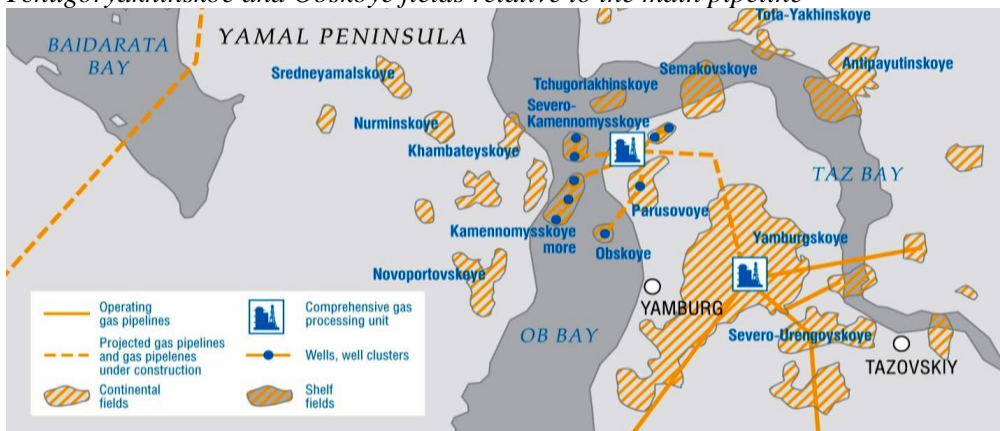 Tchugoryakhinskoe and Obskoye fields relative to the main pipeline
BAIDARATA
BAY
YAMAL PENINSULA
Tota-Yakhinskoye
Sredneyamalskoye
Tchugorlakhinskoye
Semakovskoye
Antipayutinskoye
Severo-
Kamennomysskoye
Nurminskoye
Khambateyskoye
TAZ BAY
Parusovoye
Kamennomysskoye
more
Obskoye
Yamburgskoye
Novoportovskoye
YAMBURG
OB BAY
Severo-Urengoyskoye
TAZOVSKIY
Operating
gas pipelines
Comprehensive gas
processing unit
Projected gas pipelines
and gas pipelenes
under construction
Wells, well clusters
Continental
fields
Shelf
fields